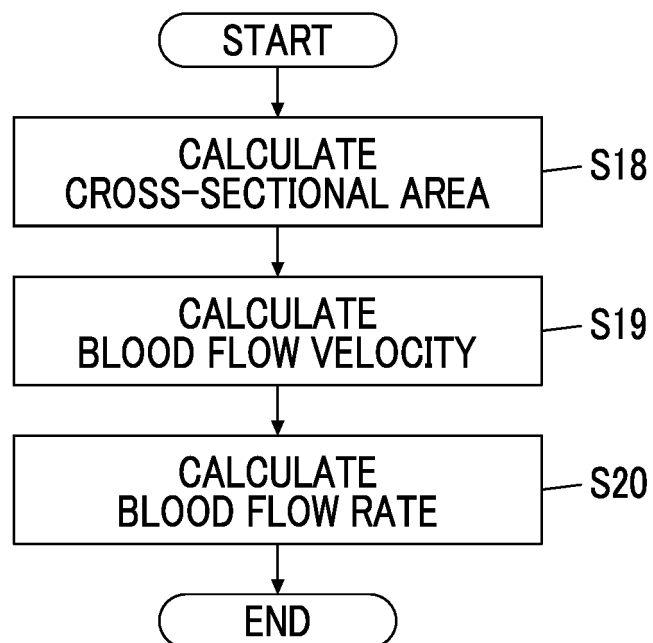 START
CALCULATE
CROSS-SECTIONAL AREA
S18
CALCULATE
BLOOD FLOW VELOCITY
S19
CALCULATE
BLOOD FLOW RATE
S20
END